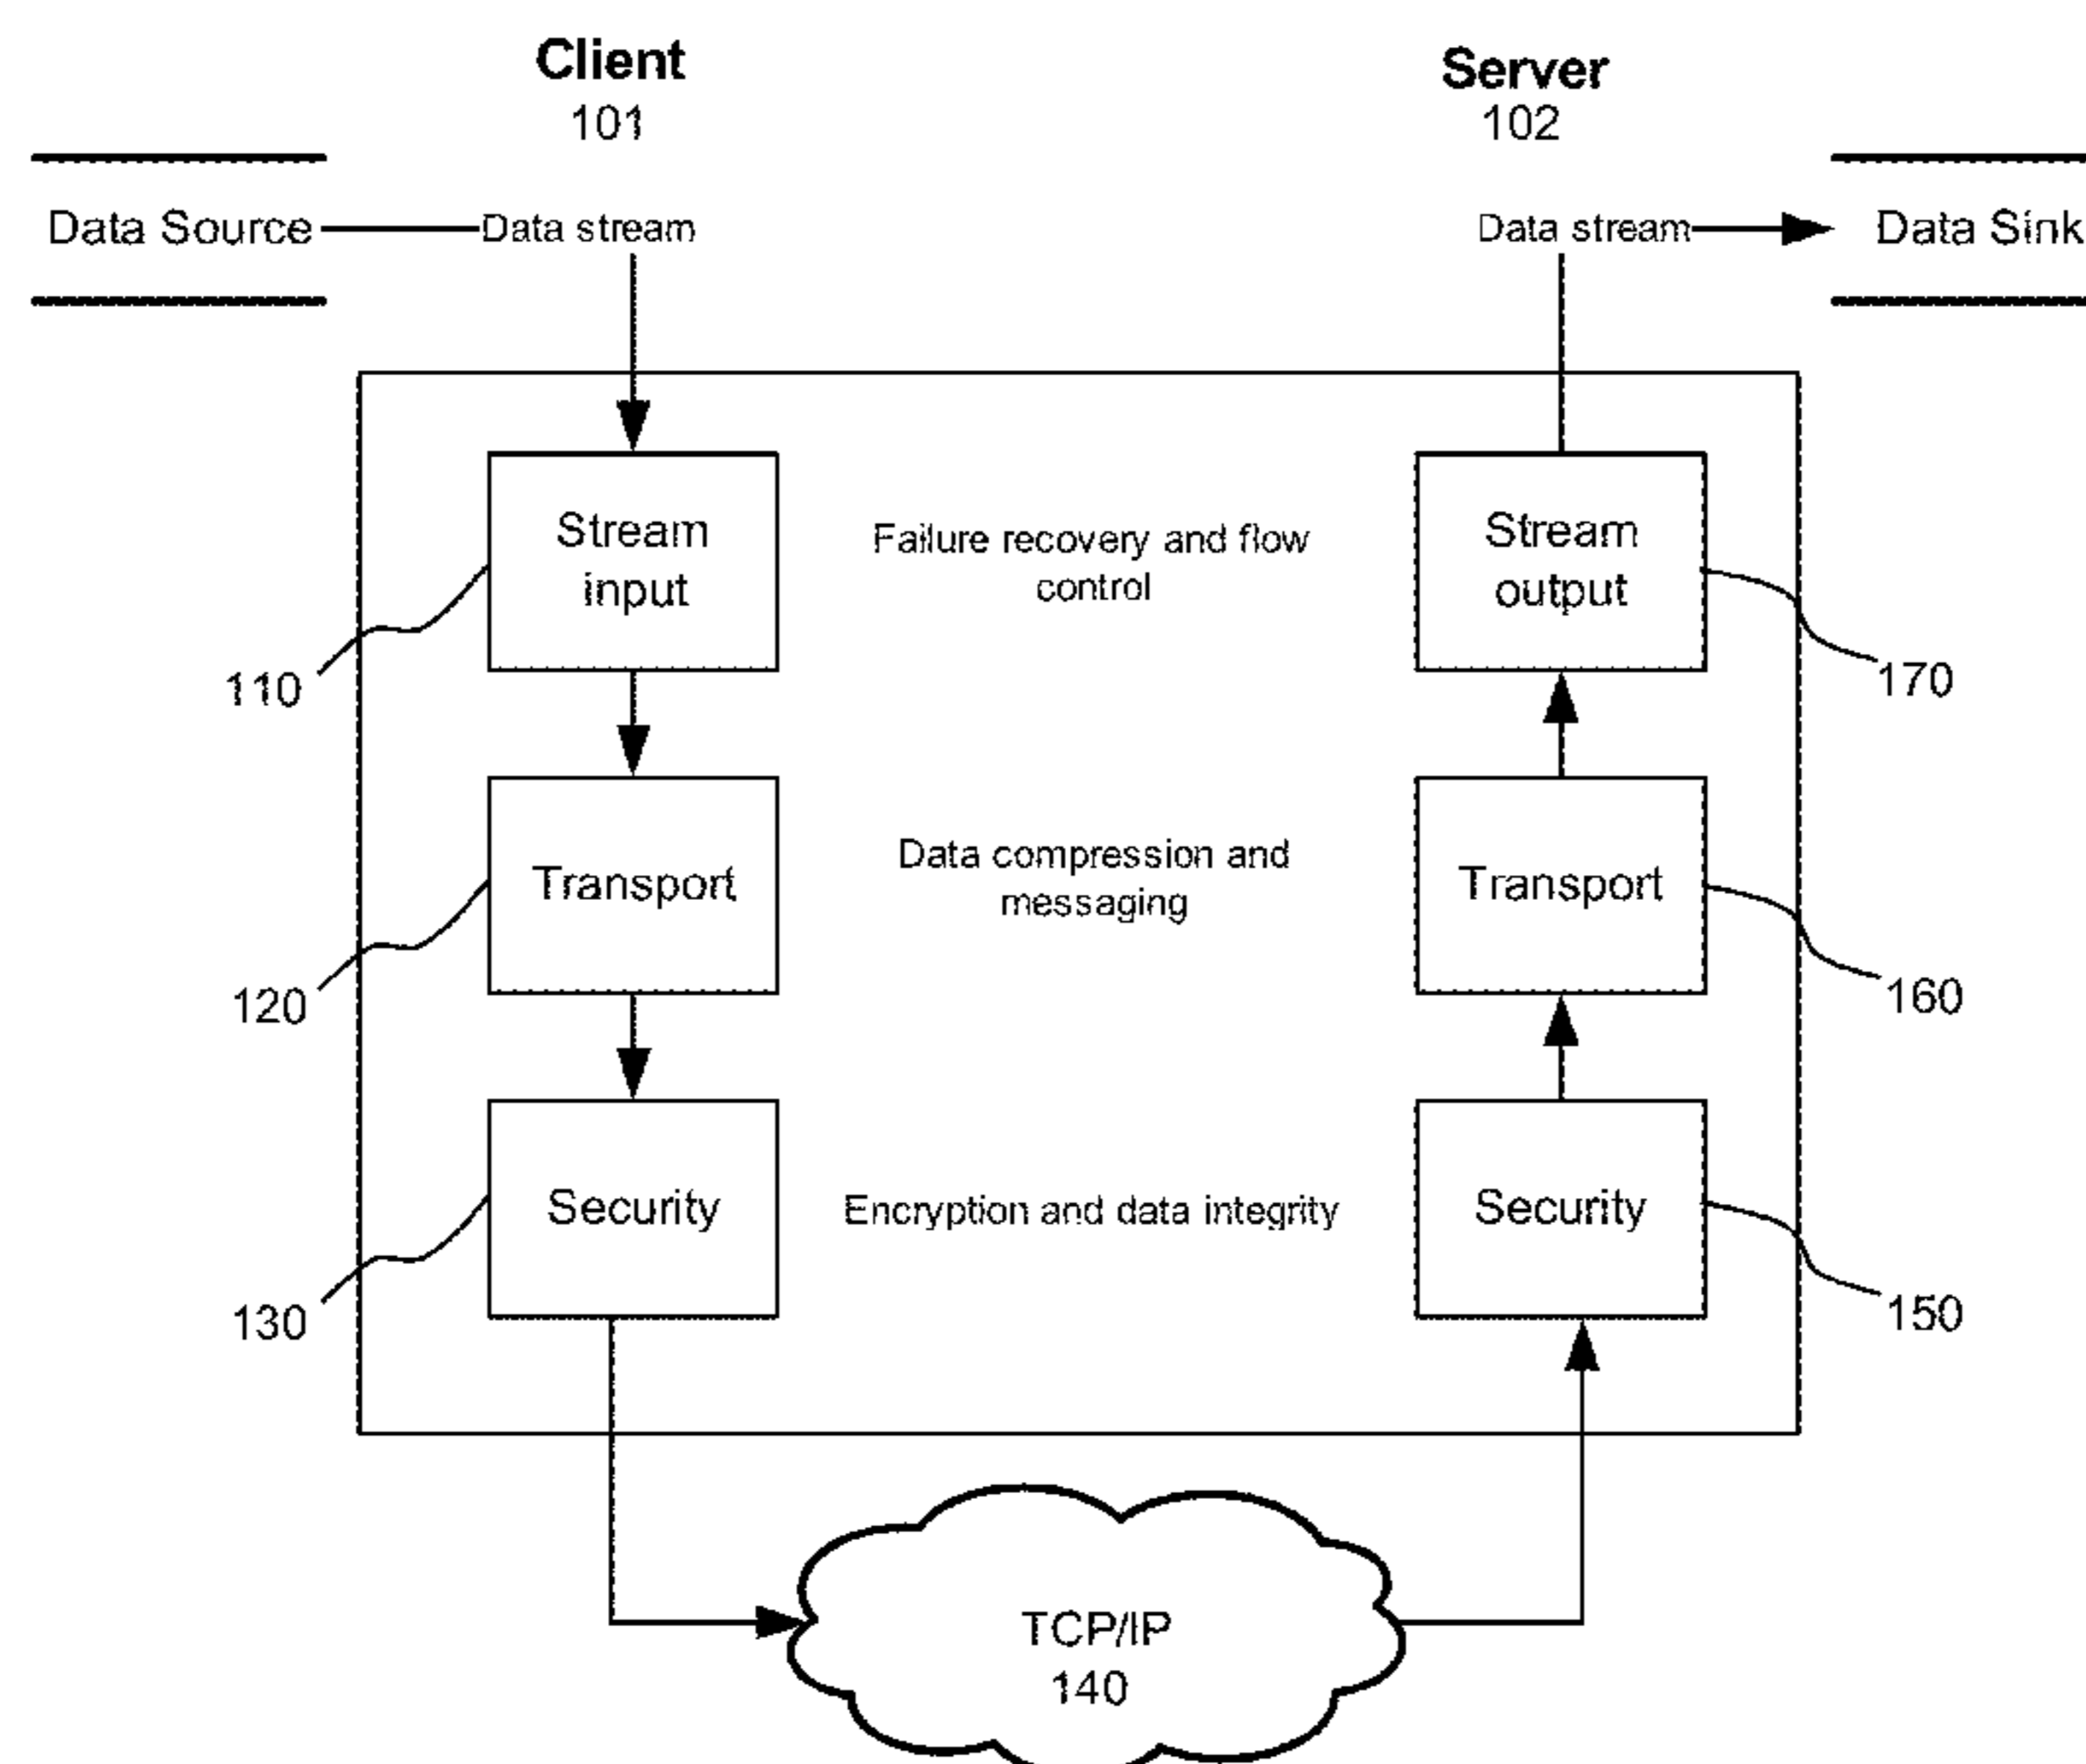 Client
101
Server
102
Data Source
Data stream
Data stream
Data Sink
Stream
input
Failure recovery and flow
control
Stream
output
110
170
Transport
Data compression and
messaging
Transport
120
160
Security
Encryption and data integrity
Security
130
150
TCP/IP
140